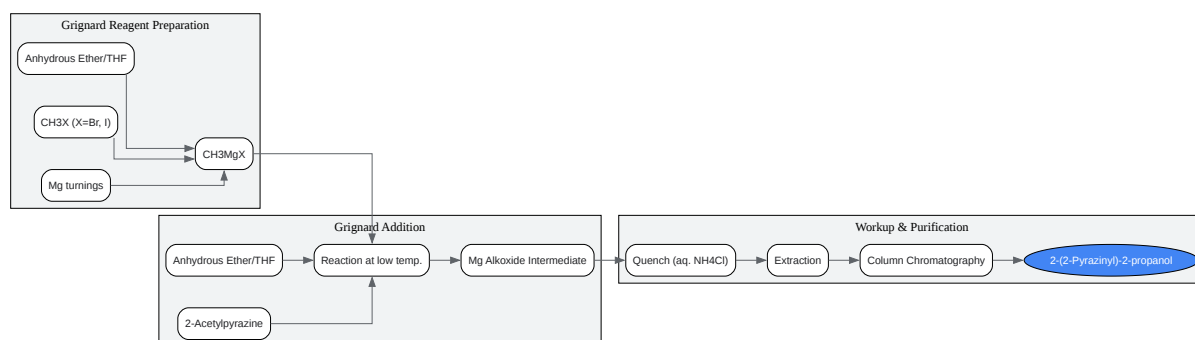 Grignard Reagent Preparation
Anhydrous Ether/THF
CH3X (X=Br, I)
CH3MgX
Mg turnings
Grignard Addition
Anhydrous Ether/THF
Reaction at low temp.
Mg Alkoxide Intermediate
2-Acetylpyrazine
Workup & Purification
Quench (aq. NH4Cl)
Extraction
Column Chromatography
2-(2-Pyrazinyl)-2-propanol